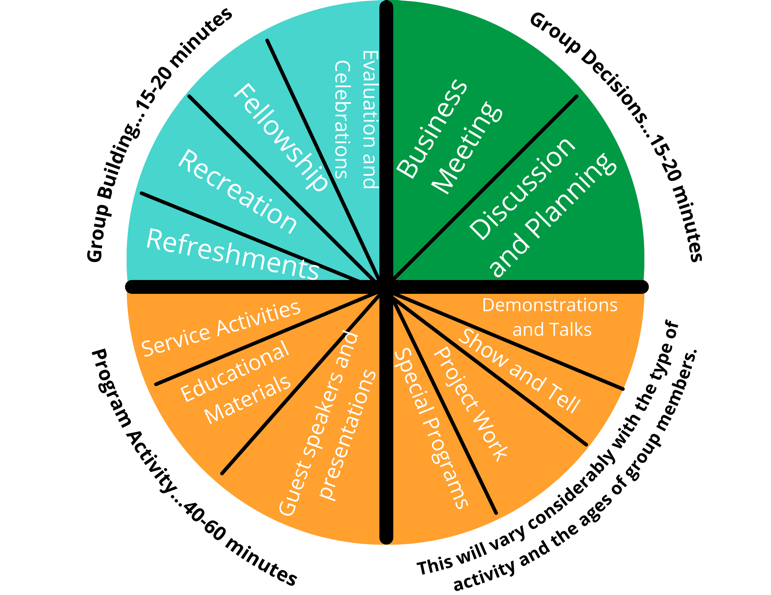 Group Building...15-20 minutes
Group Decisions...15-20 minutes
Evaluation and
Celebrations
Fellowship
Recreation
Refreshments
Business
Meeting
Discussion
and Planning
Service Activities
Educational
Materials
Guest speakers and
presentations
Special Programs
Project Work
Show and Tell
Demonstrations
and Talks
Program Activity...40-60 minutes
This will vary considerably with the type of
activity and the ages of group members.